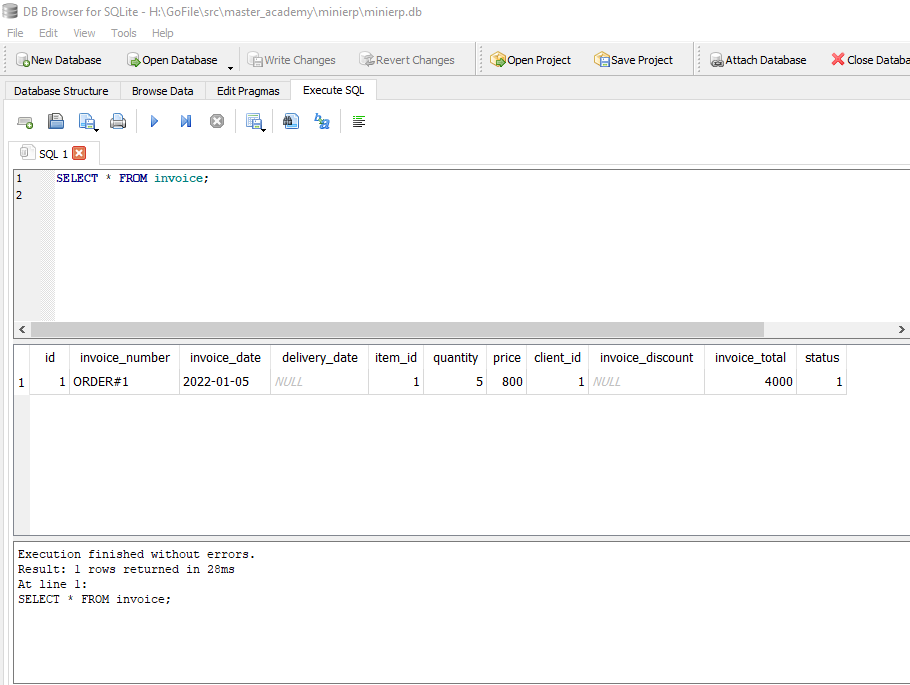 DB Browser for SQLite - H:\GoFile\src\master_academy\minierp\minierp.db
File Edit View Tools Help
New Database Open Database Write Changes Revert Changes Open Project Save Project Attach Database Close Databa
Database Structure Browse Data Edit Pragmas Execute SQL
SQL 1
1 SELECT * FROM invoice;
2
id invoice_number invoice_date delivery_date item_id quantity price client_id invoice_discount invoice_total status
1 1 ORDER#1 2022-01-05 NULL 1 5 800 1 NULL 4000 1
Execution finished without errors.
Result: 1 rows returned in 28ms
At line 1:
SELECT * FROM invoice;